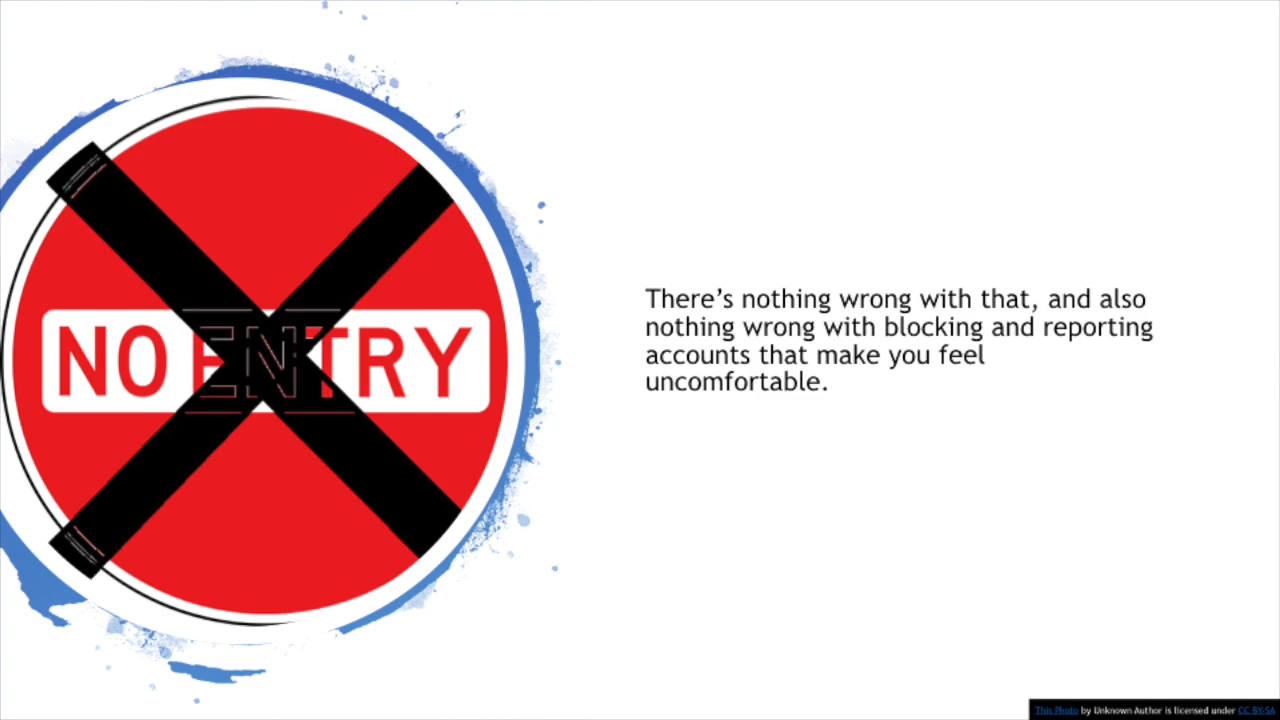 NO ENTRY
There’s nothing wrong with that, and also
nothing wrong with blocking and reporting
accounts that make you feel
uncomfortable.
This Photo by Unknown Author is licensed under CC BY-SA